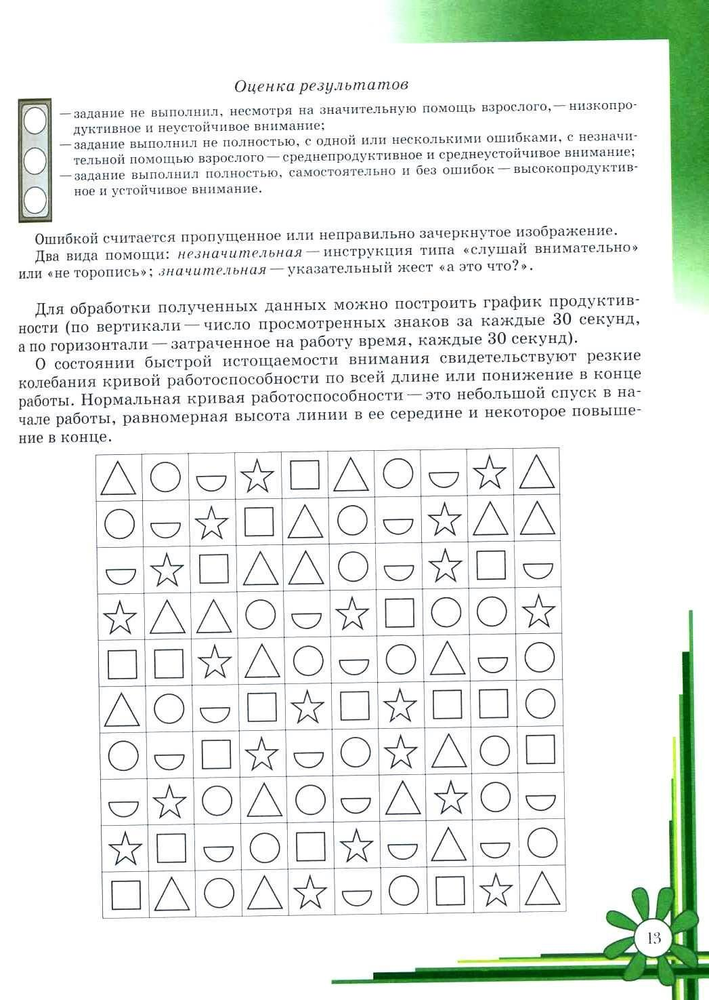 Оценка результатов
— задание не выполнил, несмотря на значительную помощь взрослого, — низкопро-
дуктивное и неустойчивое внимание;
— задание выполнил не полностью, с одной или несколькими ошибками, с незначи-
тельной помощью взрослого — среднепродуктивное и среднеустойчивое внимание;
— задание выполнил полностью, самостоятельно и без ошибок — высокопродуктив-
ное и устойчивое внимание.
Ошибкой считается пропущенное или неправильно зачеркнутое изображение.
Два вида помощи: незначительная — инструкция типа «слушай внимательно»
или «не торопись»; значительная — указательный жест «а это что?».
Для обработки полученных данных можно построить график продуктив-
ности (по вертикали — число просмотренных знаков за каждые 30 секунд,
а по горизонтали — затраченное на работу время, каждые 30 секунд).
О состоянии быстрой истощаемости внимания свидетельствуют резкие
колебания кривой работоспособности по всей длине или понижение в конце
работы. Нормальная кривая работоспособности — это небольшой спуск в на-
чале работы, равномерная высота линии в ее середине и некоторое повыше-
ние в конце.
13